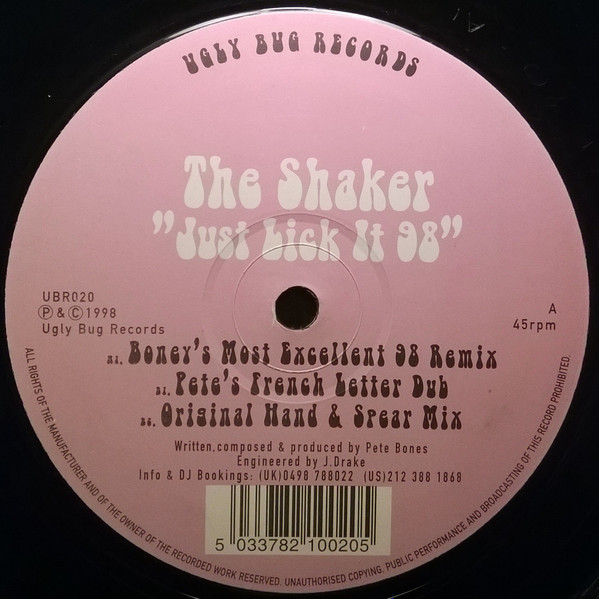 UGLY BUG RECORDS
The Shaker
"Just Lick It 98"
UBR020
Ⓟ & © 1998
Ugly Bug Records
A
45rpm
A1. Boney's Most Excellent 98 Remix
B1. Pete's French Letter Dub
B2. Original Hand & Spear Mix
Written,composed & produced by Pete Bones
Engineered by J.Drake
Info & DJ Bookings: (UK)0498 788022 (US)212 388 1868
5 033782 100205
ALL RIGHTS OF THE MANUFACTURER AND OF THE OWNER OF THE RECORDED WORK RESERVED. UNAUTHORISED COPYING, PUBLIC PERFORMANCE AND BROADCASTING OF THIS RECORD PROHIBITED.